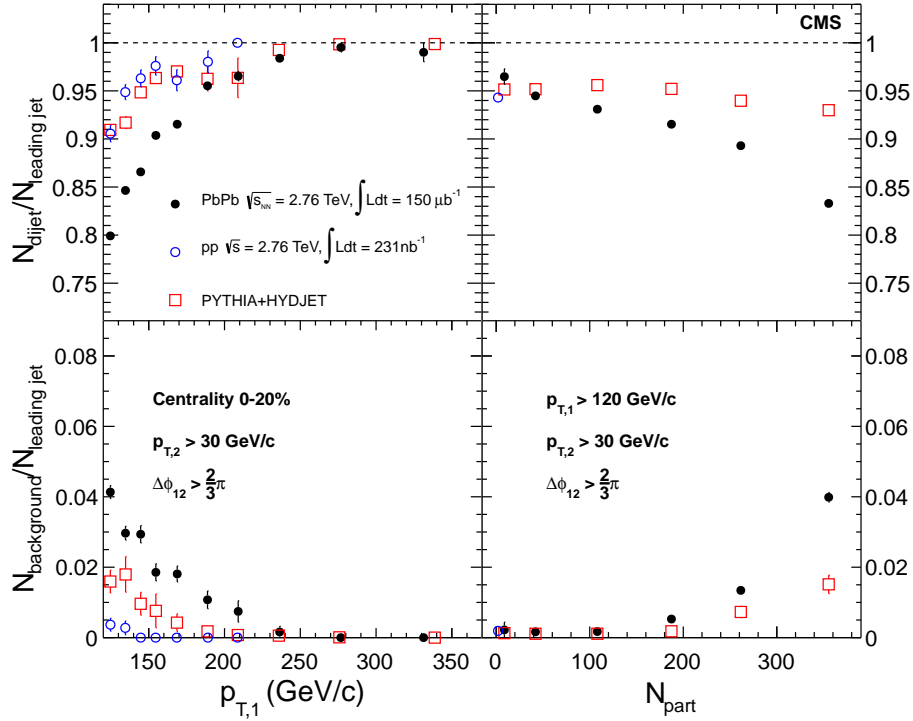 CMS
N_dijet/N_leading jet
1
0.95
0.9
0.85
0.8
0.75
PbPb √s_NN = 2.76 TeV, ∫ Ldt = 150 μb⁻¹
pp √s = 2.76 TeV, ∫ Ldt = 231nb⁻¹
PYTHIA+HYDJET
1
0.95
0.9
0.85
0.8
0.75
N_background/N_leading jet
0.08
0.06
0.04
0.02
0
Centrality 0-20%
p_T,2 > 30 GeV/c
Δϕ₁₂ > 2/3 π
p_T,1 > 120 GeV/c
p_T,2 > 30 GeV/c
Δϕ₁₂ > 2/3 π
0.08
0.06
0.04
0.02
0
150 200 250 300 350
p_T,1 (GeV/c)
0 100 200 300
N_part